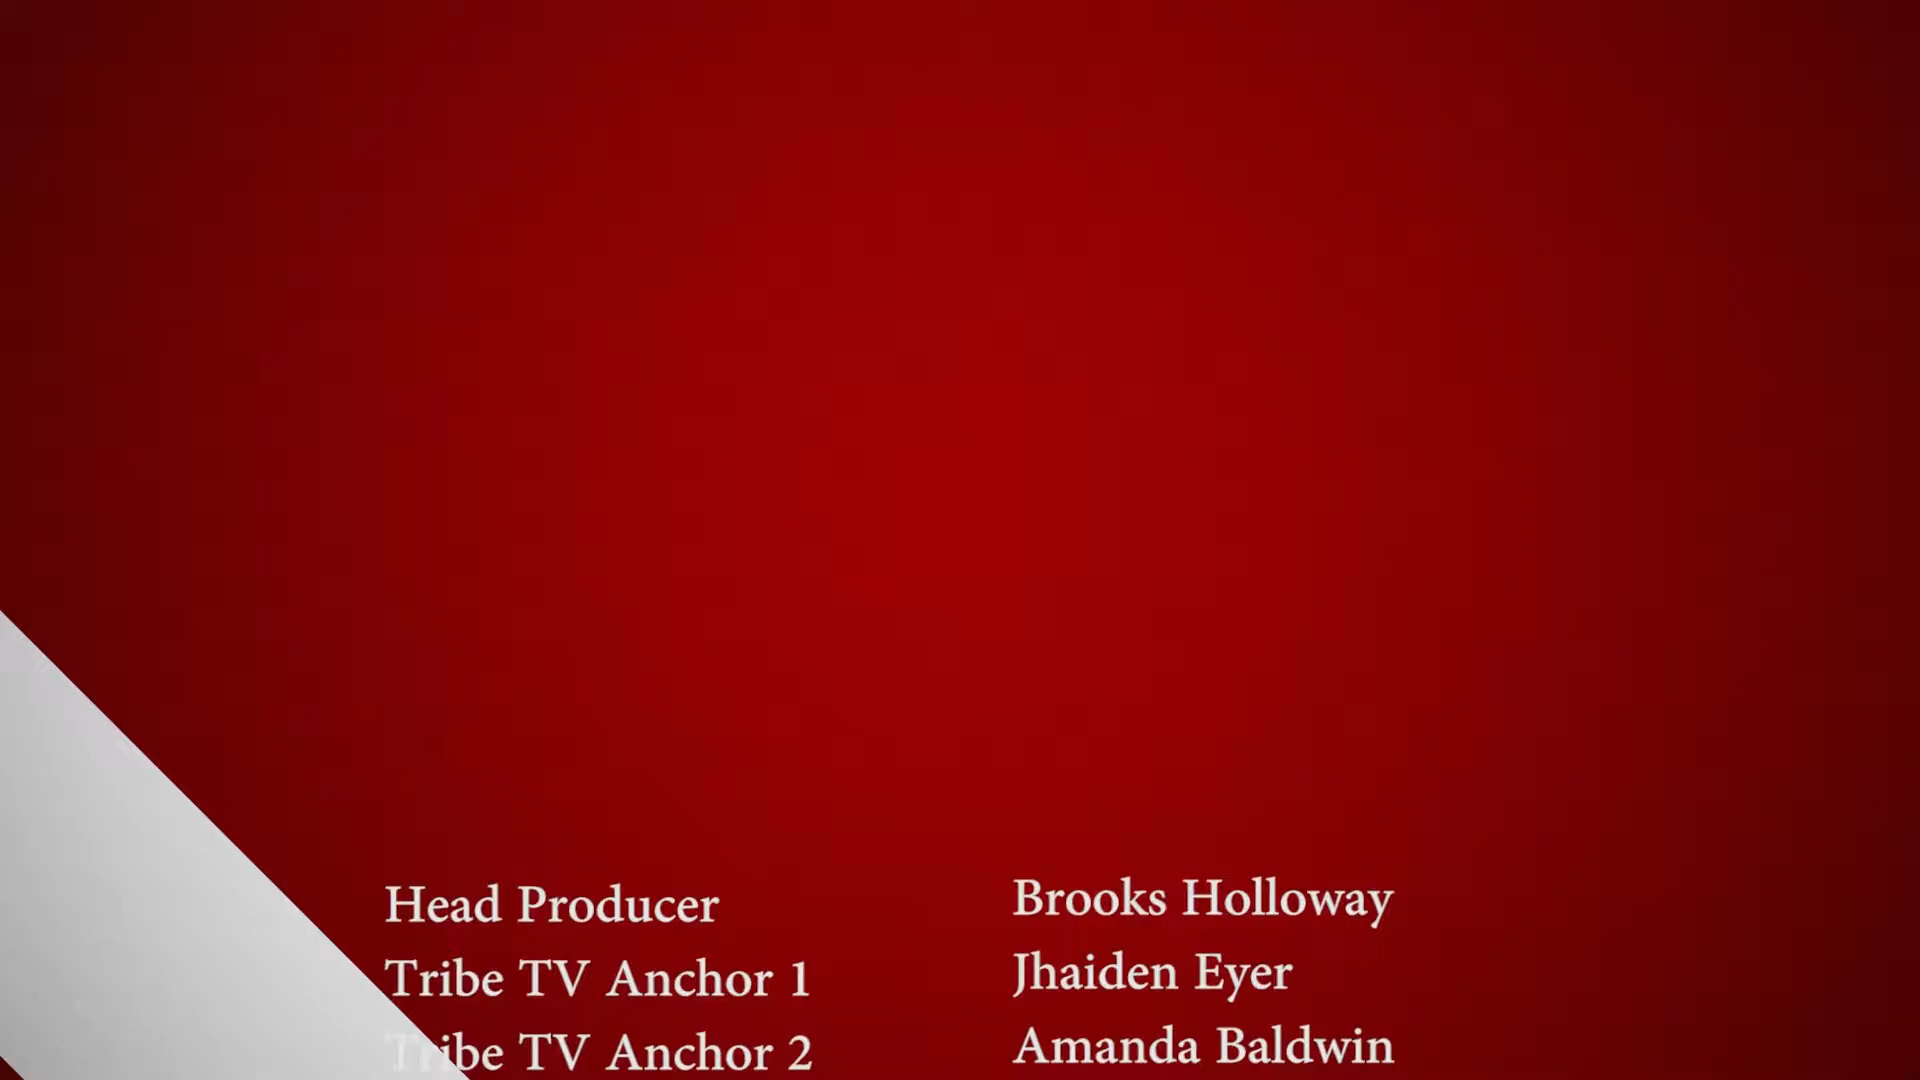 Head Producer Brooks Holloway
Tribe TV Anchor 1 Jhaiden Eyer
Tribe TV Anchor 2 Amanda Baldwin